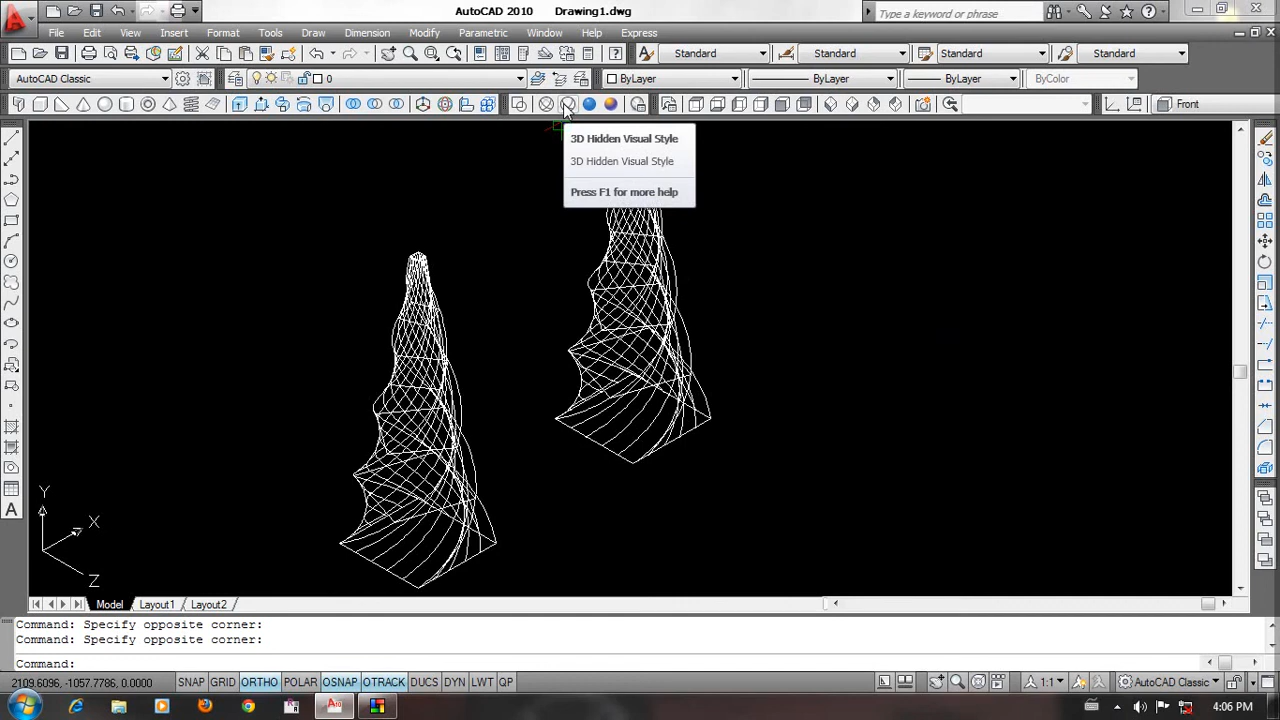 AutoCAD 2010 Drawing1.dwg
Type a keyword or phrase
File Edit View Insert Format Tools Draw Dimension Modify Parametric Window Help Express
Standard Standard Standard Standard
AutoCAD Classic 0 ByLayer ByLayer ByLayer ByColor
Front
3D Hidden Visual Style
3D Hidden Visual Style
Press F1 for more help
A
Y
X
Z
Model Layout1 Layout2
Command: Specify opposite corner:
Command: Specify opposite corner:
Command:
2109.6096, -1057.7786, 0.0000 SNAP GRID ORTHO POLAR OSNAP OTRACK DUCS DYN LWT QP 1:1 AutoCAD Classic
4:06 PM